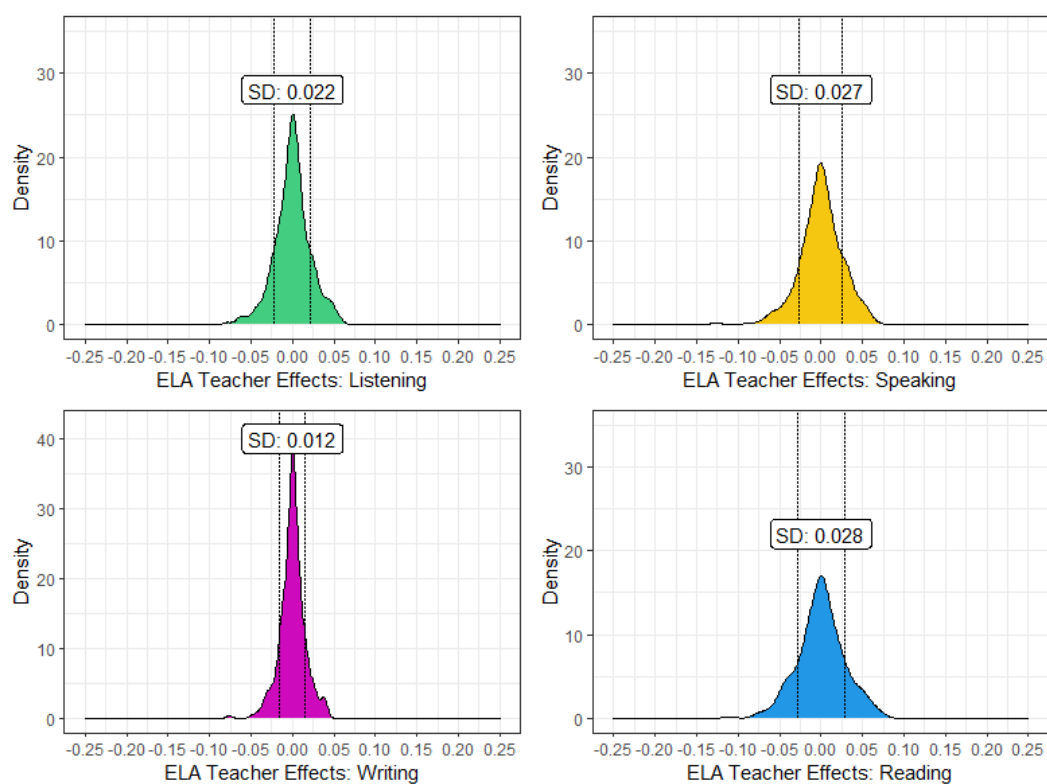 SD: 0.022
Density
30
20
10
0
-0.25 -0.20 -0.15 -0.10 -0.05 0.00 0.05 0.10 0.15 0.20 0.25
ELA Teacher Effects: Listening
SD: 0.027
Density
30
20
10
0
-0.25 -0.20 -0.15 -0.10 -0.05 0.00 0.05 0.10 0.15 0.20 0.25
ELA Teacher Effects: Speaking
SD: 0.012
Density
40
30
20
10
0
-0.25 -0.20 -0.15 -0.10 -0.05 0.00 0.05 0.10 0.15 0.20 0.25
ELA Teacher Effects: Writing
SD: 0.028
Density
30
20
10
0
-0.25 -0.20 -0.15 -0.10 -0.05 0.00 0.05 0.10 0.15 0.20 0.25
ELA Teacher Effects: Reading